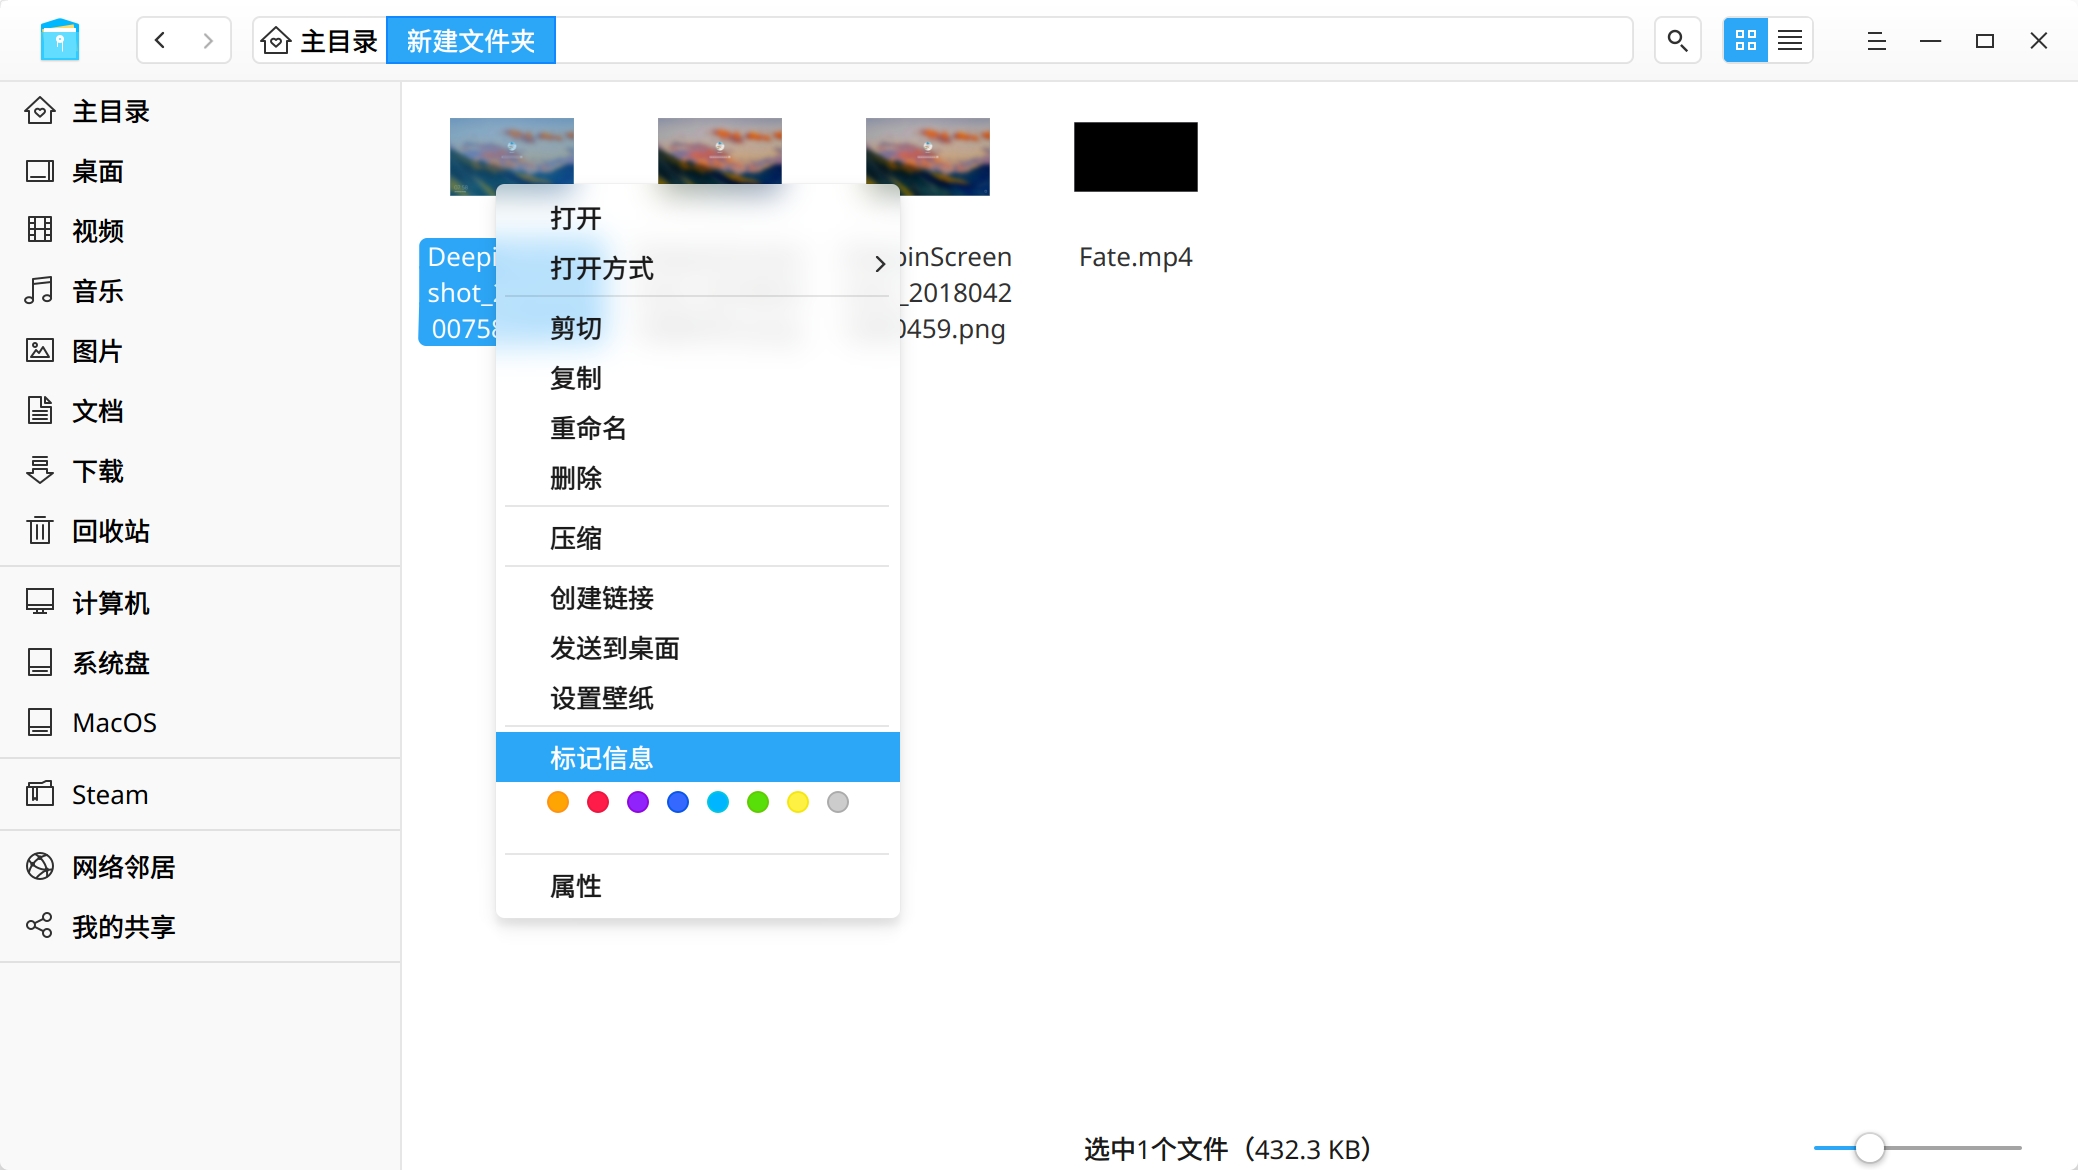 主目录 新建文件夹
主目录
桌面
视频
音乐
图片
文档
下载
回收站
计算机
系统盘
MacOS
Steam
网络邻居
我的共享
Deepi
shot_
0075
inScreen
_2018042
0459.png
Fate.mp4
打开
打开方式
剪切
复制
重命名
删除
压缩
创建链接
发送到桌面
设置壁纸
标记信息
属性
选中1个文件（432.3 KB）